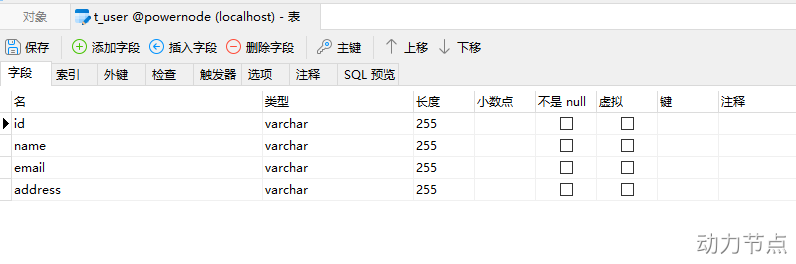 对象 t_user @powernode (localhost) - 表
保存 添加字段 插入字段 删除字段 主键 上移 下移
字段 索引 外键 检查 触发器 选项 注释 SQL 预览
名 类型 长度 小数点 不是 null 虚拟 键 注释
id varchar 255
name varchar 255
email varchar 255
address varchar 255
动力节点